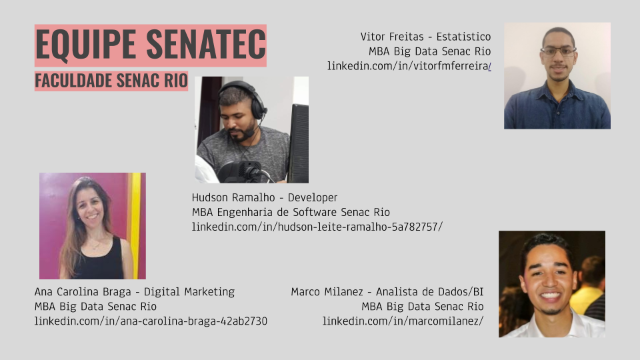 EQUIPE SENATEC
FACULDADE SENAC RIO
Vitor Freitas - Estatistico
MBA Big Data Senac Rio
linkedin.com/in/vitorfmferreira/
Hudson Ramalho - Developer
MBA Engenharia de Software Senac Rio
linkedin.com/in/hudson-leite-ramalho-5a782757/
Ana Carolina Braga - Digital Marketing
MBA Big Data Senac Rio
linkedin.com/in/ana-carolina-braga-42ab2730
Marco Milanez - Analista de Dados/BI
MBA Big Data Senac Rio
linkedin.com/in/marcomilanez/